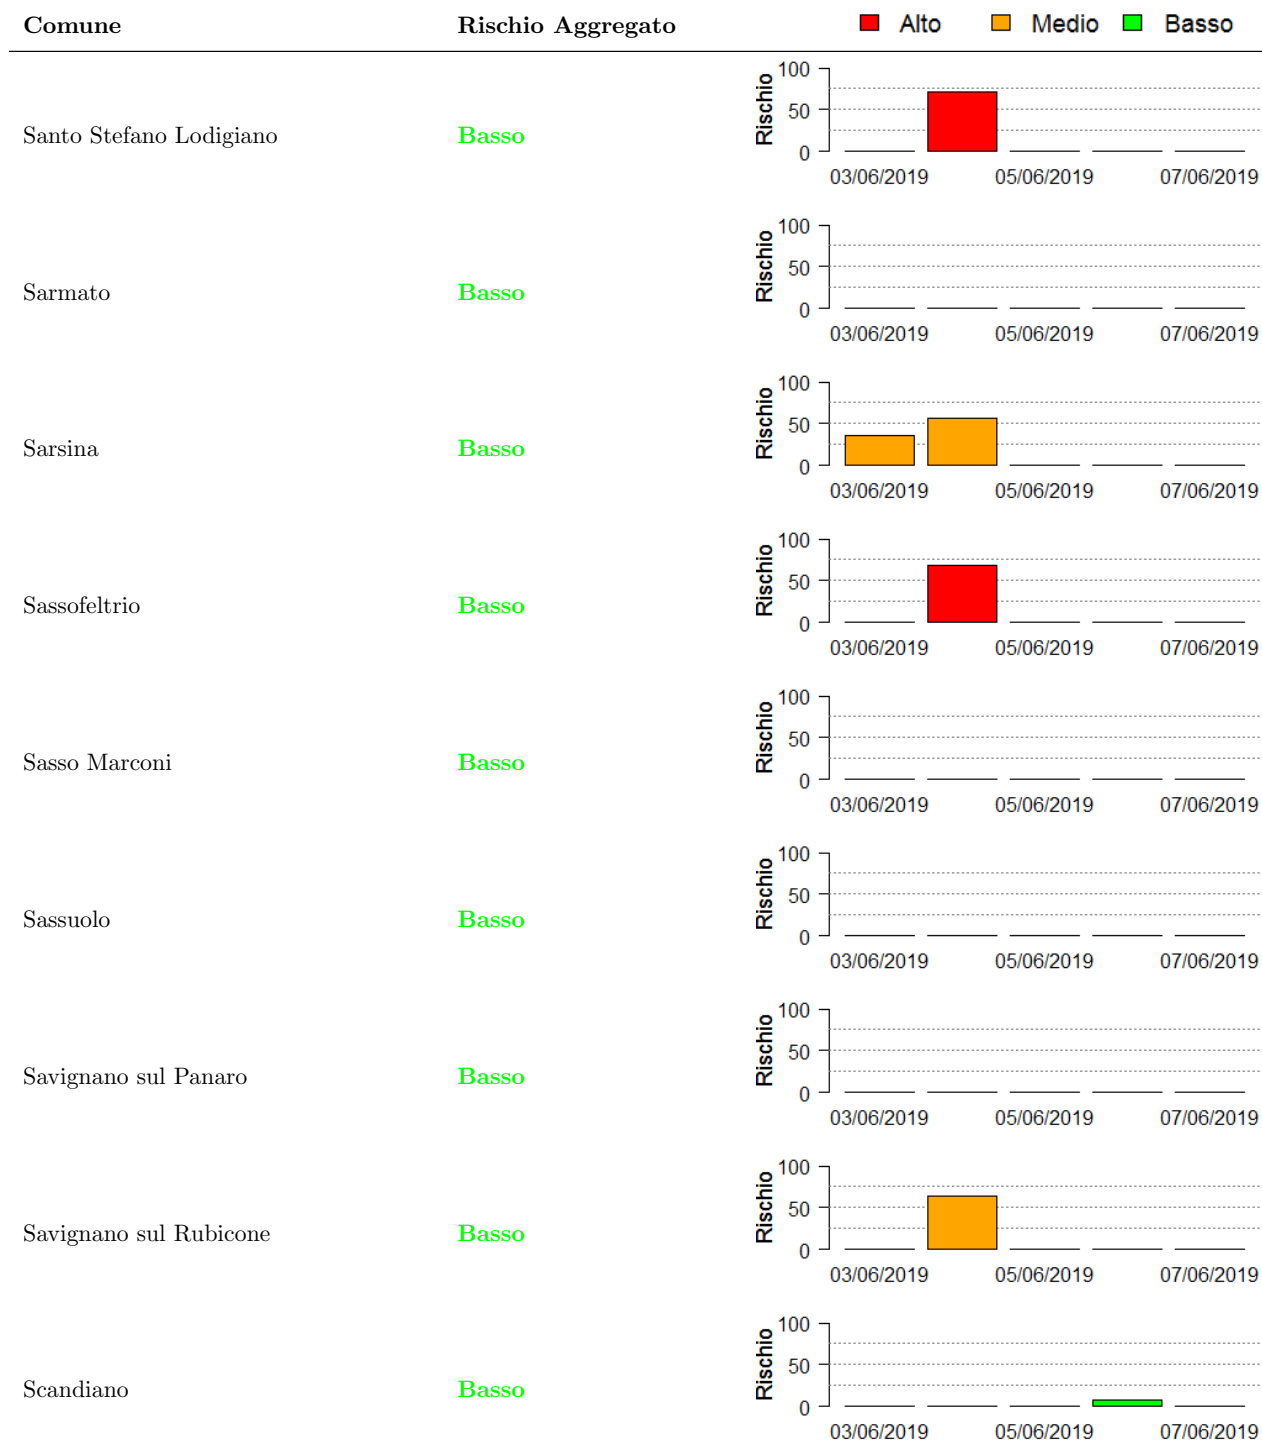 Comune Rischio Aggregato Alto Medio Basso
100
50
0
Rischio
Santo Stefano Lodigiano Basso
03/06/2019 05/06/2019 07/06/2019
100
50
0
Rischio
Sarmato Basso
03/06/2019 05/06/2019 07/06/2019
100
50
0
Rischio
Sarsina Basso
03/06/2019 05/06/2019 07/06/2019
100
50
0
Rischio
Sassofeltrio Basso
03/06/2019 05/06/2019 07/06/2019
100
50
0
Rischio
Sasso Marconi Basso
03/06/2019 05/06/2019 07/06/2019
100
50
0
Rischio
Sassuolo Basso
03/06/2019 05/06/2019 07/06/2019
100
50
0
Rischio
Savignano sul Panaro Basso
03/06/2019 05/06/2019 07/06/2019
100
50
0
Rischio
Savignano sul Rubicone Basso
03/06/2019 05/06/2019 07/06/2019
100
50
0
Rischio
Scandiano Basso
03/06/2019 05/06/2019 07/06/2019